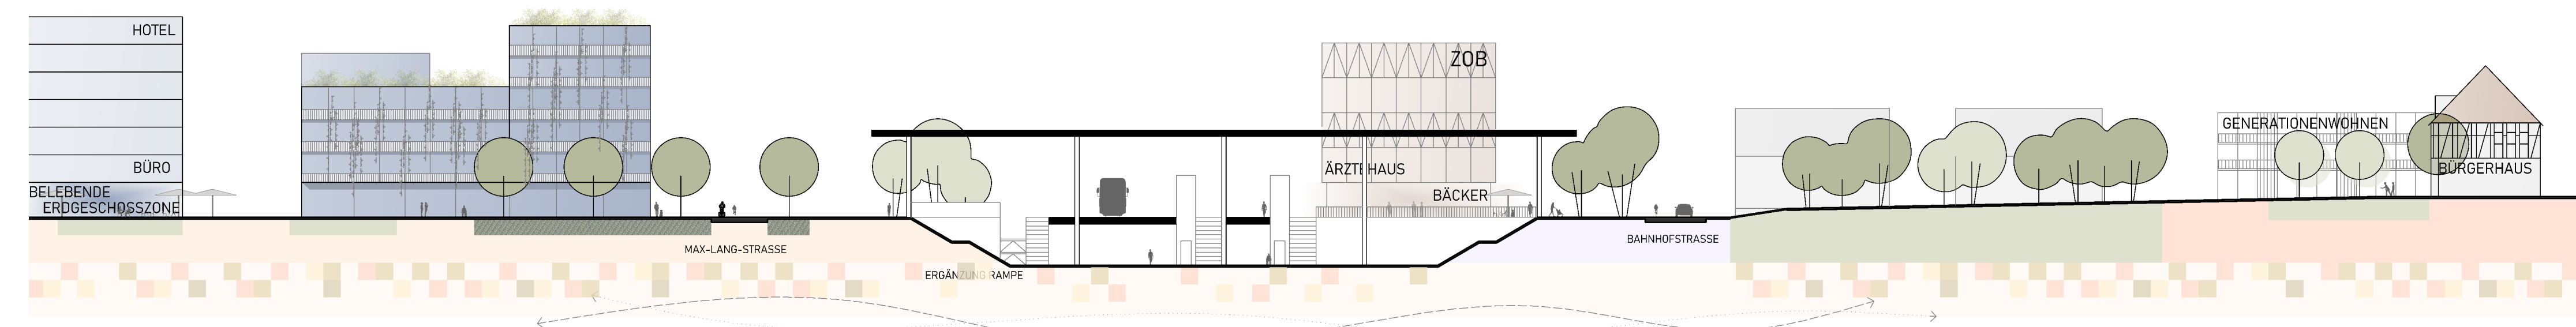 HOTEL
BÜRO
BELEBENDE
ERDGESCHOSSZONE
MAX-LANG-STRASSE
ERGÄNZUNG RAMPE
ZOB
ÄRZTEHAUS
BÄCKER
BAHNHOFSTRASSE
GENERATIONENWOHNEN
BÜRGERHAUS